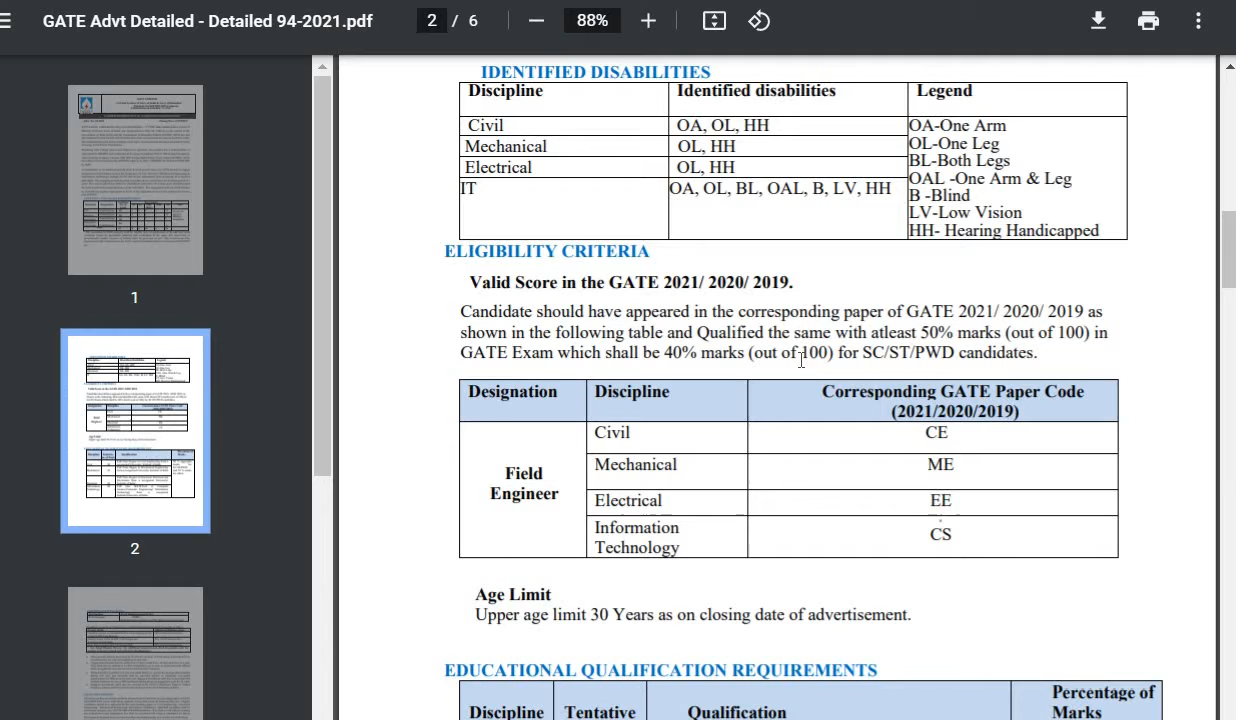 GATE Advt Detailed - Detailed 94-2021.pdf
2 / 6
88%
1
2
IDENTIFIED DISABILITIES
Discipline Identified disabilities Legend
Civil OA, OL, HH OA-One Arm
Mechanical OL, HH OL-One Leg
Electrical OL, HH BL-Both Legs
IT OA, OL, BL, OAL, B, LV, HH OAL -One Arm & Leg
B -Blind
LV-Low Vision
HH- Hearing Handicapped
ELIGIBILITY CRITERIA
Valid Score in the GATE 2021/ 2020/ 2019.
Candidate should have appeared in the corresponding paper of GATE 2021/ 2020/ 2019 as
shown in the following table and Qualified the same with atleast 50% marks (out of 100) in
GATE Exam which shall be 40% marks (out of 100) for SC/ST/PWD candidates.
Designation Discipline Corresponding GATE Paper Code
(2021/2020/2019)
Field
Engineer
Civil CE
Mechanical ME
Electrical EE
Information
Technology CS
Age Limit
Upper age limit 30 Years as on closing date of advertisement.
EDUCATIONAL QUALIFICATION REQUIREMENTS
Discipline Tentative Qualification Percentage of
Marks